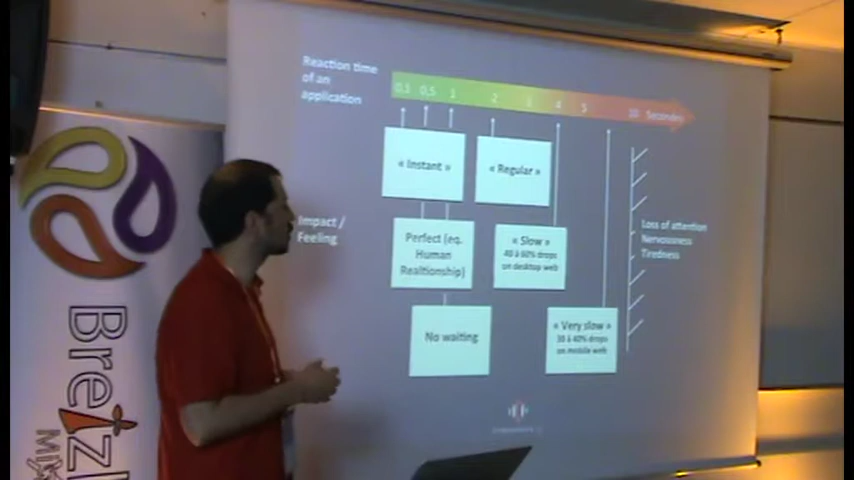 Reaction time
of an
application
0.1 0,5 1 2 3 4 5 10 Secondes
« Instant »
« Regular »
Impact /
Feeling
Perfect (eq.
Human
Realtionship)
« Slow »
40 à 60% drops
on desktop web
Loss of attention
Nervousness
Tiredness
No waiting
« Very slow »
30 à 40% drops
on mobile web
Breizh